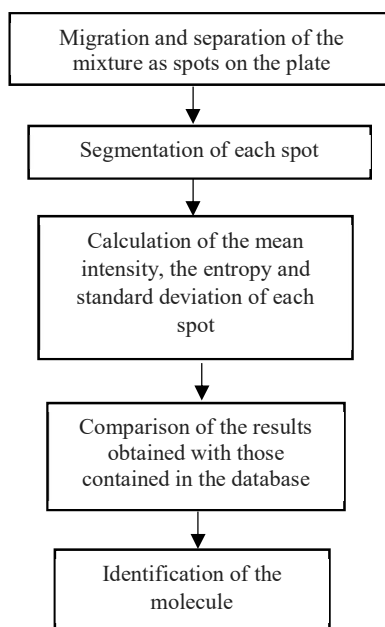 Migration and separation of the
mixture as spots on the plate
Segmentation of each spot
Calculation of the mean
intensity, the entropy and
standard deviation of each
spot
Comparison of the results
obtained with those
contained in the database
Identification of the
molecule